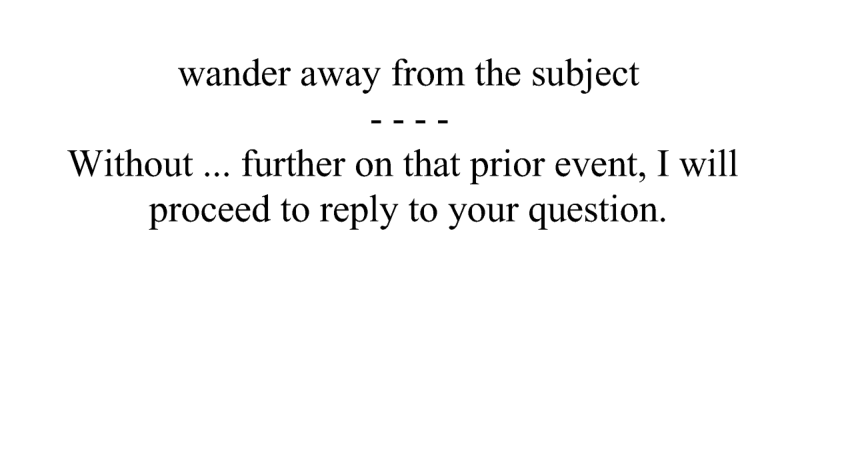 wander away from the subject
- - - -
Without ... further on that prior event, I will
proceed to reply to your question.